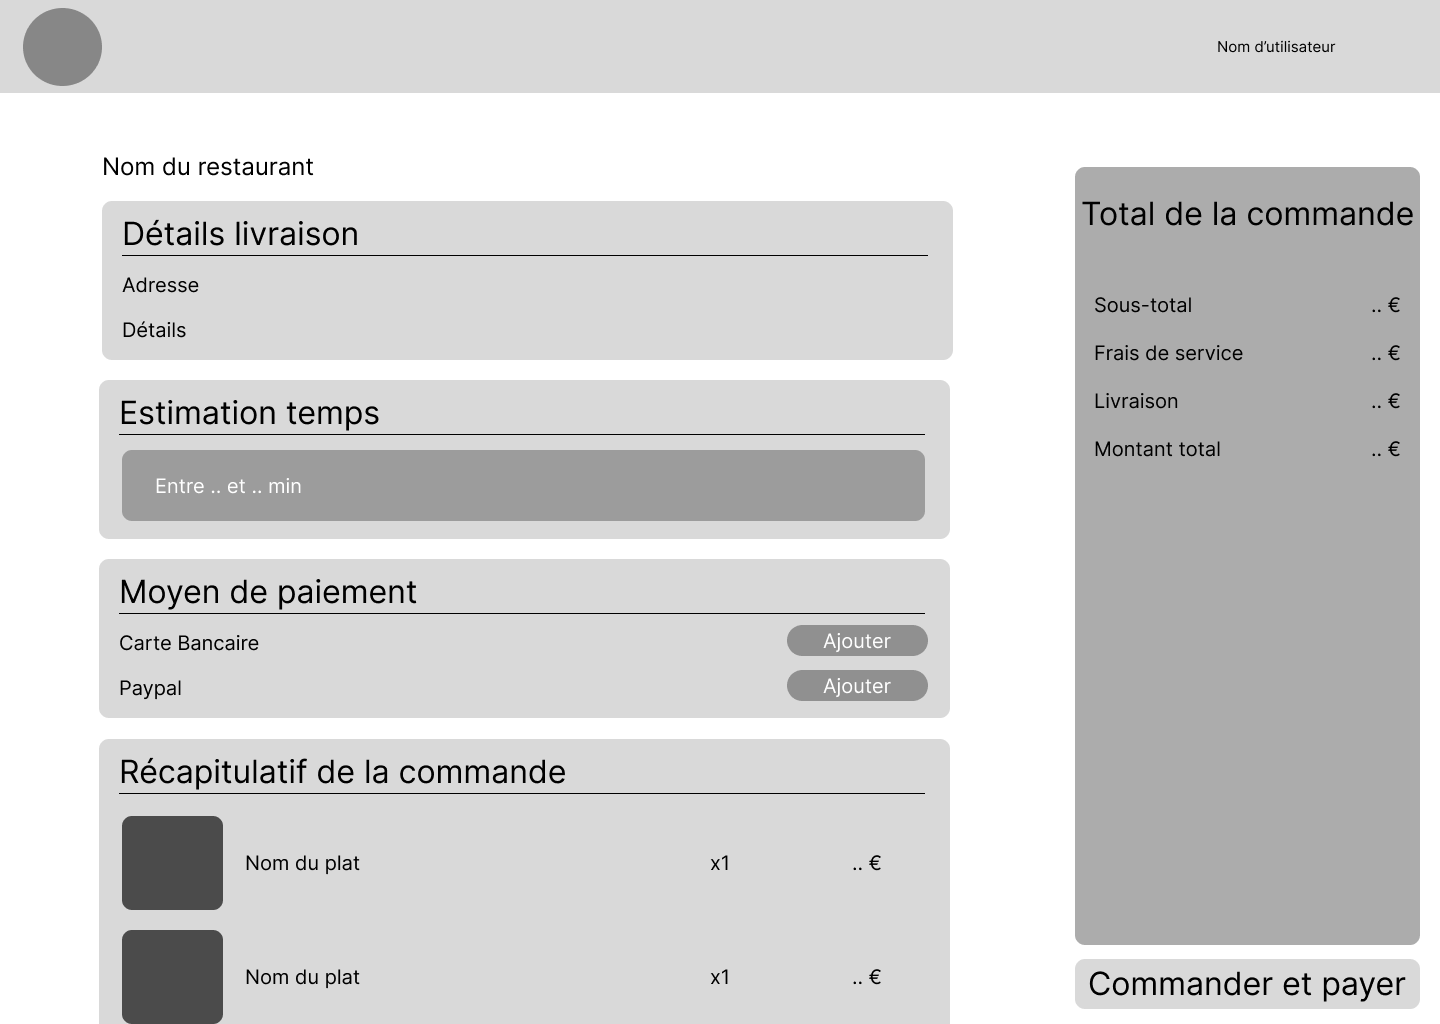 Nom d’utilisateur
Nom du restaurant
Détails livraison
Adresse
Détails
Estimation temps
Entre .. et .. min
Moyen de paiement
Carte Bancaire Ajouter
Paypal Ajouter
Récapitulatif de la commande
Nom du plat x1 .. €
Nom du plat x1 .. €
Total de la commande
Sous-total .. €
Frais de service .. €
Livraison .. €
Montant total .. €
Commander et payer